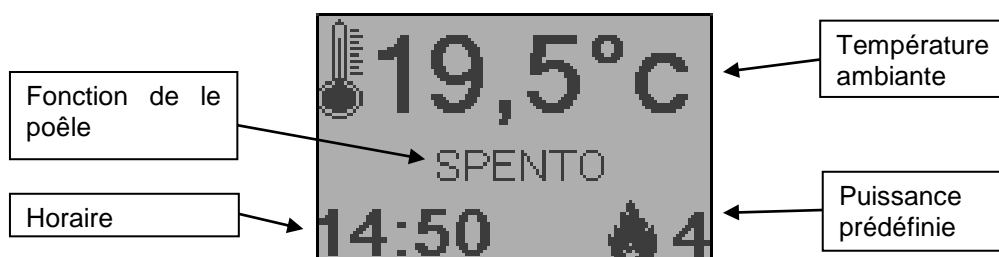 19,5°c
Température
ambiante
Fonction de le
poêle
SPENTO
Horaire
14:50
4
Puissance
prédéfinie